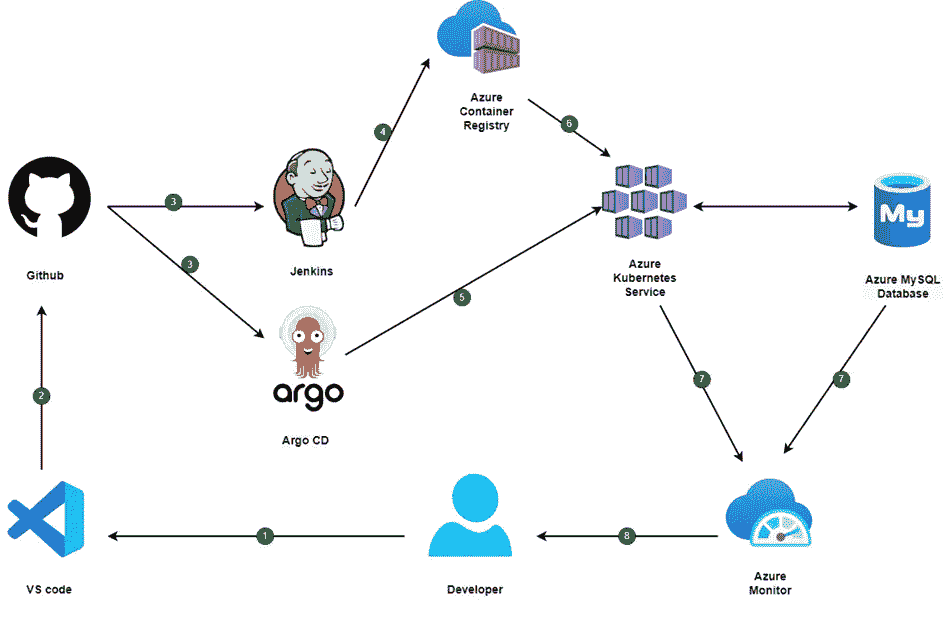 Azure
Container
Registry
4
6
3
My
Github
3
Jenkins
Azure
Kubernetes
Service
Azure MySQL
Database
5
argo
2
7
7
Argo CD
1
8
VS code
Developer
Azure
Monitor